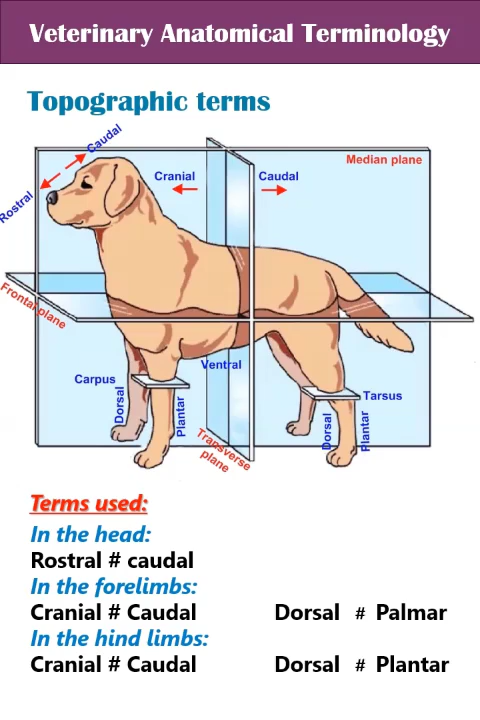 Veterinary Anatomical Terminology
Topographic terms
Caudal
Rostral
Cranial
Caudal
Median plane
Frontal plane
Ventral
Carpus
Dorsal
Plantar
Transverse
plane
Tarsus
Dorsal
Plantar
Terms used:
In the head:
Rostral # caudal
In the forelimbs:
Cranial # Caudal Dorsal # Palmar
In the hind limbs:
Cranial # Caudal Dorsal # Plantar